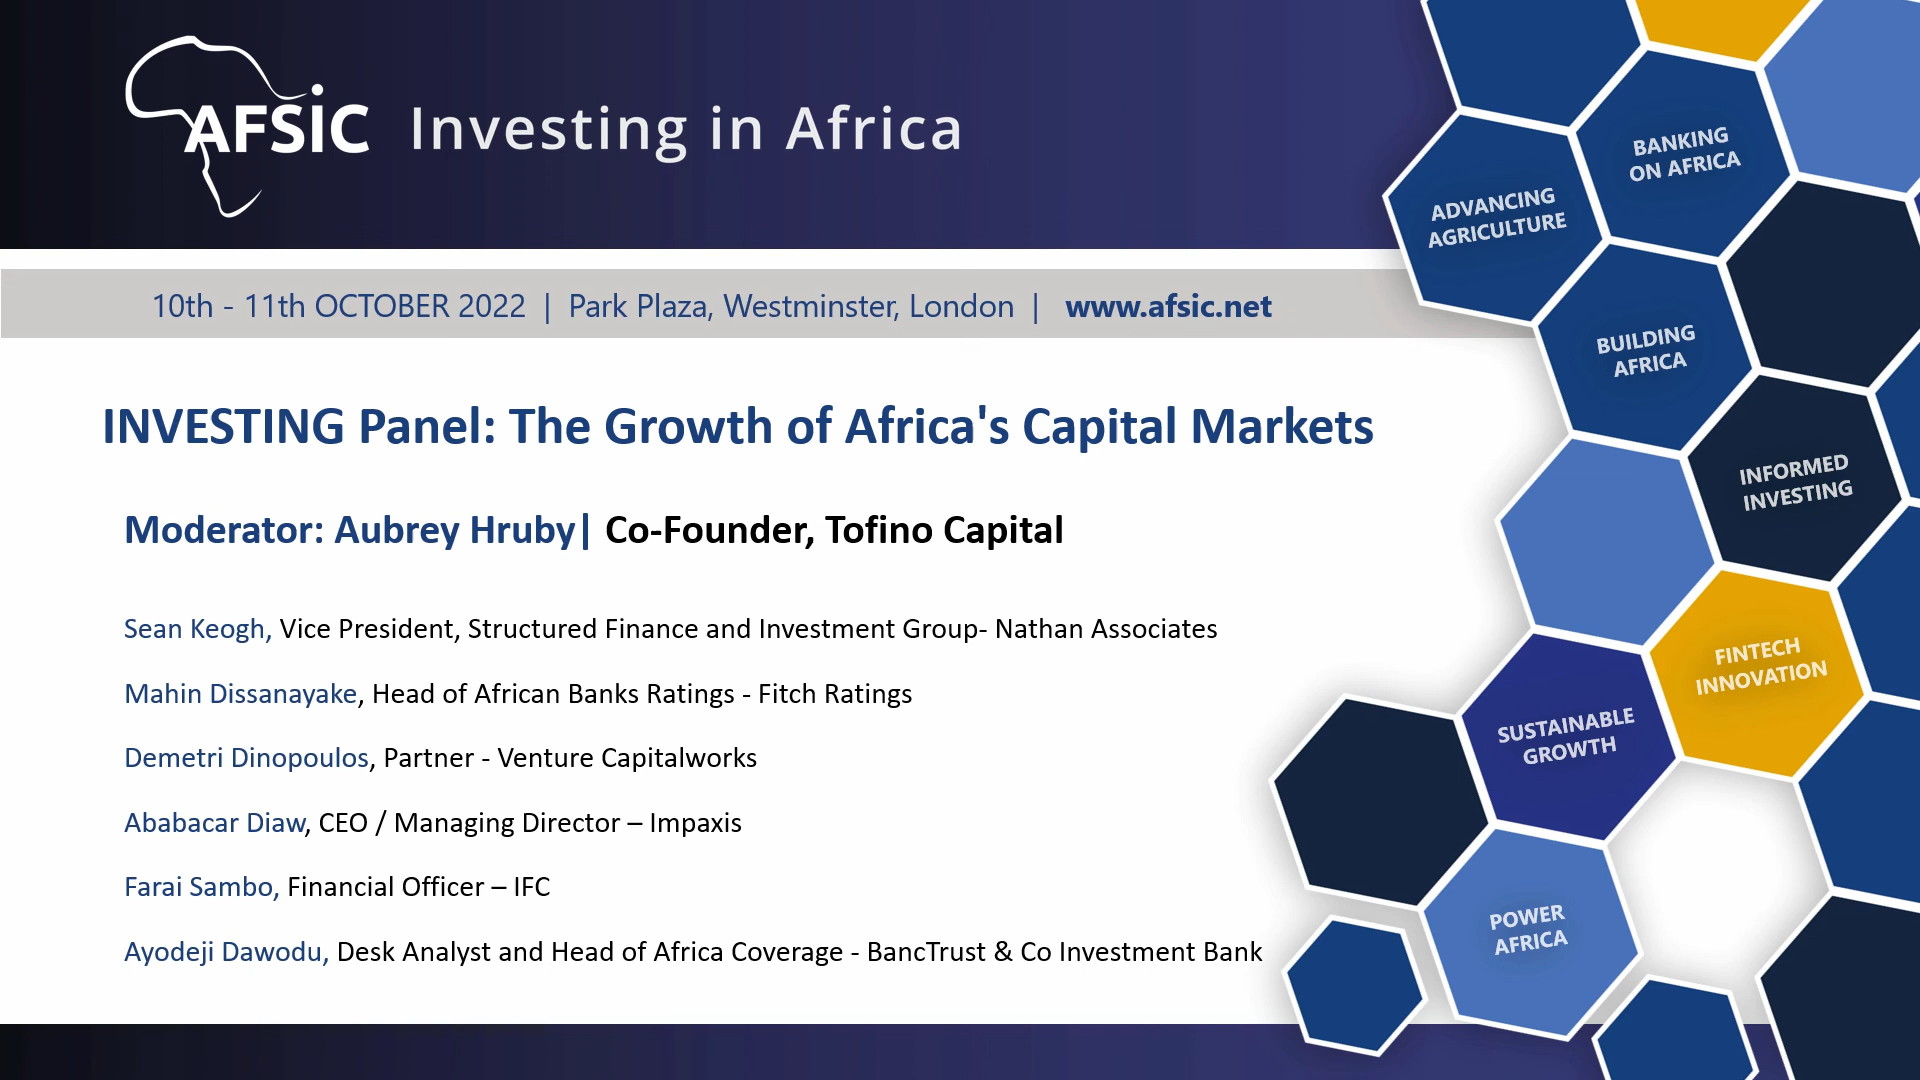 AFSIC Investing in Africa
10th - 11th OCTOBER 2022 | Park Plaza, Westminster, London | www.afsic.net
INVESTING Panel: The Growth of Africa's Capital Markets
Moderator: Aubrey Hruby| Co-Founder, Tofino Capital
Sean Keogh, Vice President, Structured Finance and Investment Group- Nathan Associates
Mahin Dissanayake, Head of African Banks Ratings - Fitch Ratings
Demetri Dinopoulos, Partner - Venture Capitalworks
Ababacar Diaw, CEO / Managing Director – Impaxis
Farai Sambo, Financial Officer – IFC
Ayodeji Dawodu, Desk Analyst and Head of Africa Coverage - BancTrust & Co Investment Bank
BANKING
ON AFRICA
ADVANCING
AGRICULTURE
BUILDING
AFRICA
INFORMED
INVESTING
FINTECH
INNOVATION
SUSTAINABLE
GROWTH
POWER
AFRICA